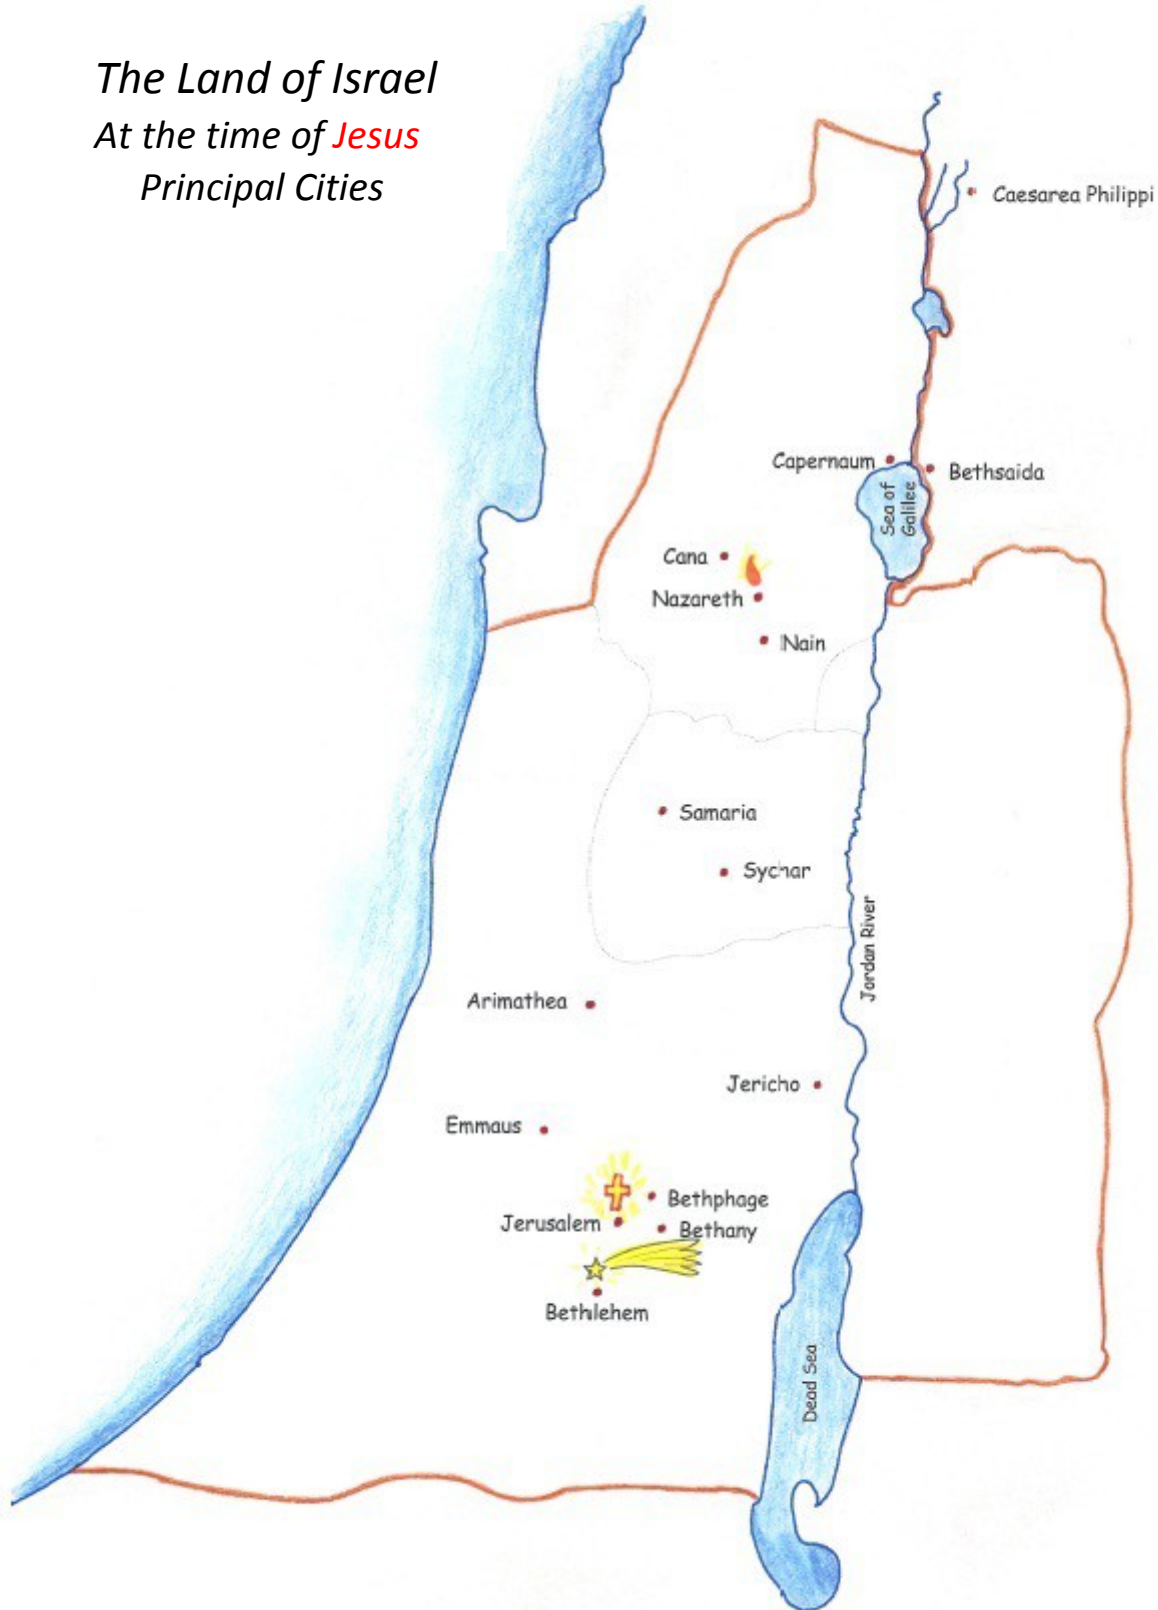 The Land of Israel
At the time of Jesus
Principal Cities
Caesarea Philippi
Capernaum
Bethsaida
Sea of
Galilee
Cana
Nazareth
Nain
Samaria
Sychar
Jordan River
Arimathea
Jericho
Emmaus
Bethphage
Jerusalem
Bethany
Bethlehem
Dead Sea